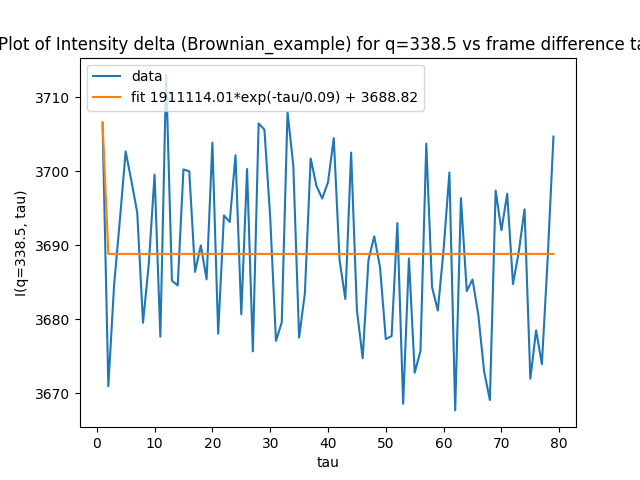 Plot of Intensity delta (Brownian_example) for q=338.5 vs frame difference ta
data
fit 1911114.01*exp(-tau/0.09) + 3688.82
I(q=338.5, tau)
3710
3700
3690
3680
3670
0 10 20 30 40 50 60 70 80
tau